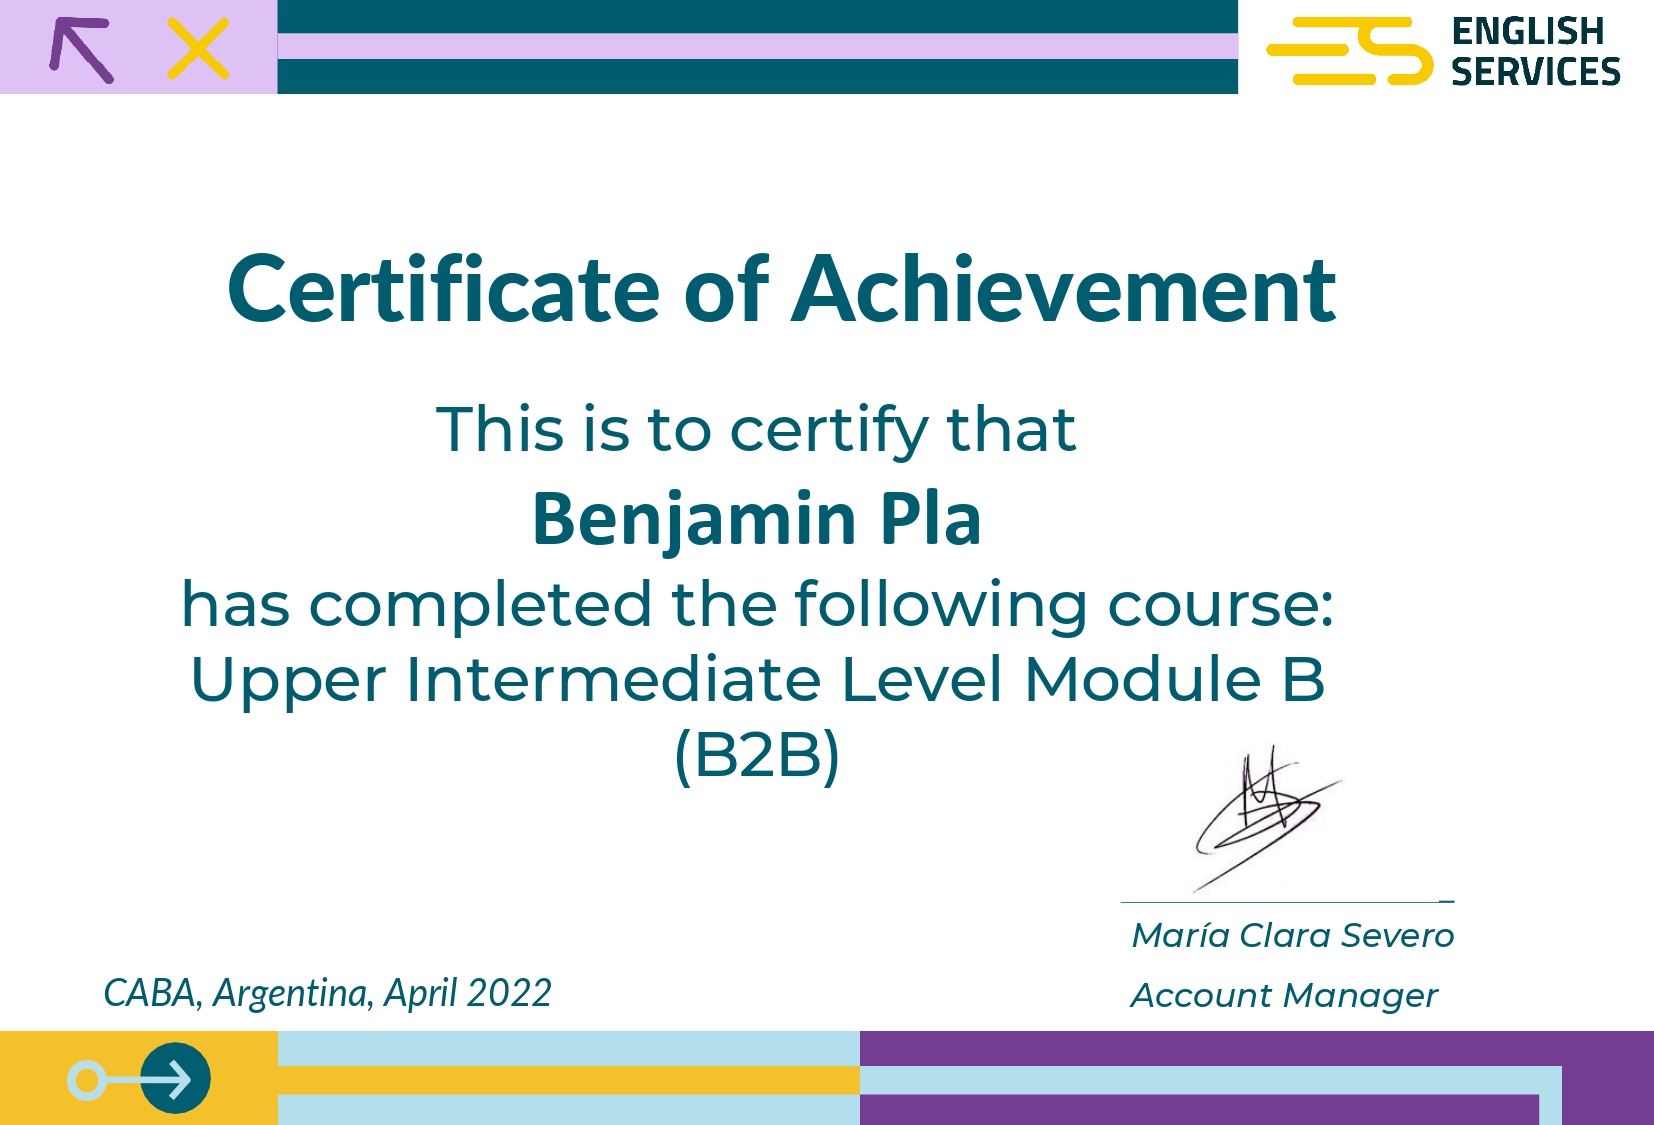 ENGLISH
SERVICES
Certificate of Achievement
This is to certify that
Benjamin Pla
has completed the following course:
Upper Intermediate Level Module B
(B2B)
María Clara Severo
Account Manager
CABA, Argentina, April 2022